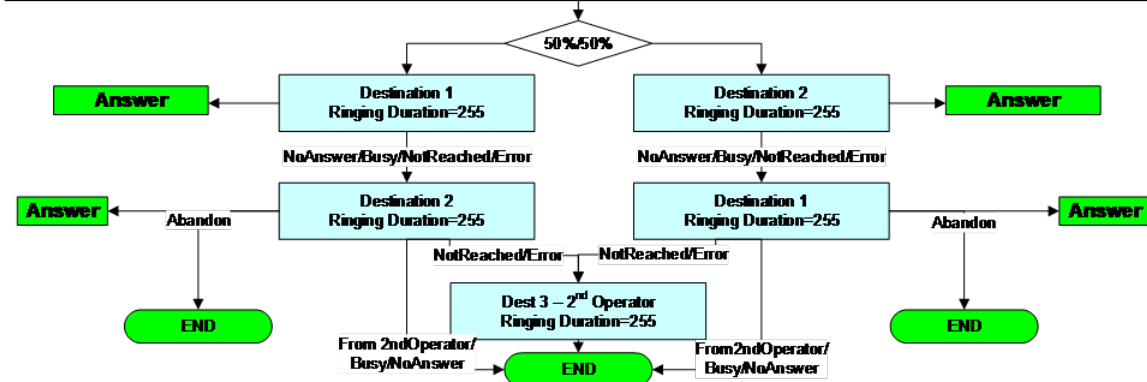 50%/50%
Answer
Destination 1
Ringing Duration=255
Destination 2
Ringing Duration=255
Answer
NoAnswer/Busy/NotReached/Error
NoAnswer/Busy/NotReached/Error
Answer
Abandon
Destination 2
Ringing Duration=255
Destination 1
Ringing Duration=255
Abandon
Answer
NotReached/Error
NotReached/Error
Dest 3 – 2nd Operator
Ringing Duration=255
END
END
From 2ndOperator/
Busy/NoAnswer
END
From2ndOperator/
Busy/NoAnswer